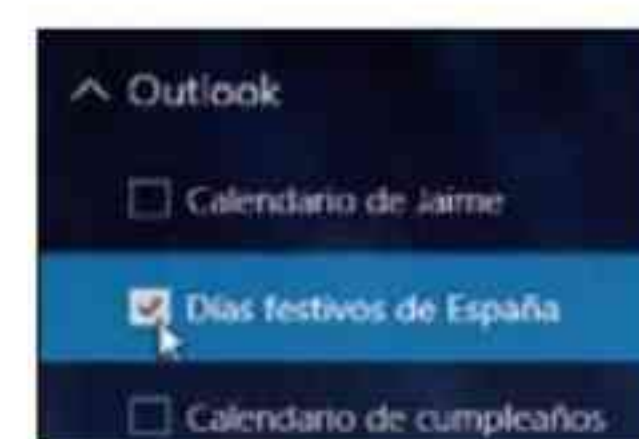 Outlook
Calendario de Jaime
Días festivos de España
Calendario de cumpleaños